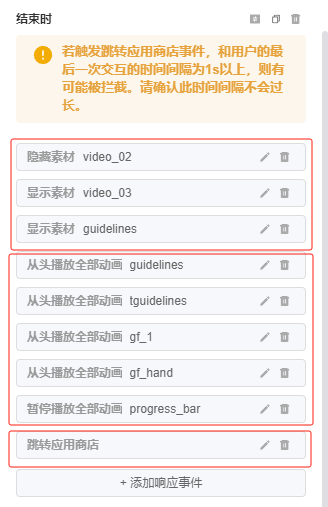 结束时
若触发跳转应用商店事件，和用户的最
后一次交互的时间间隔为1s以上，则有
可能被拦截。请确认此时间间隔不会过
长。
隐藏素材 video_02
显示素材 video_03
显示素材 guidelines
从头播放全部动画 guidelines
从头播放全部动画 tguidelines
从头播放全部动画 gf_1
从头播放全部动画 gf_hand
暂停播放全部动画 progress_bar
跳转应用商店
+ 添加响应事件